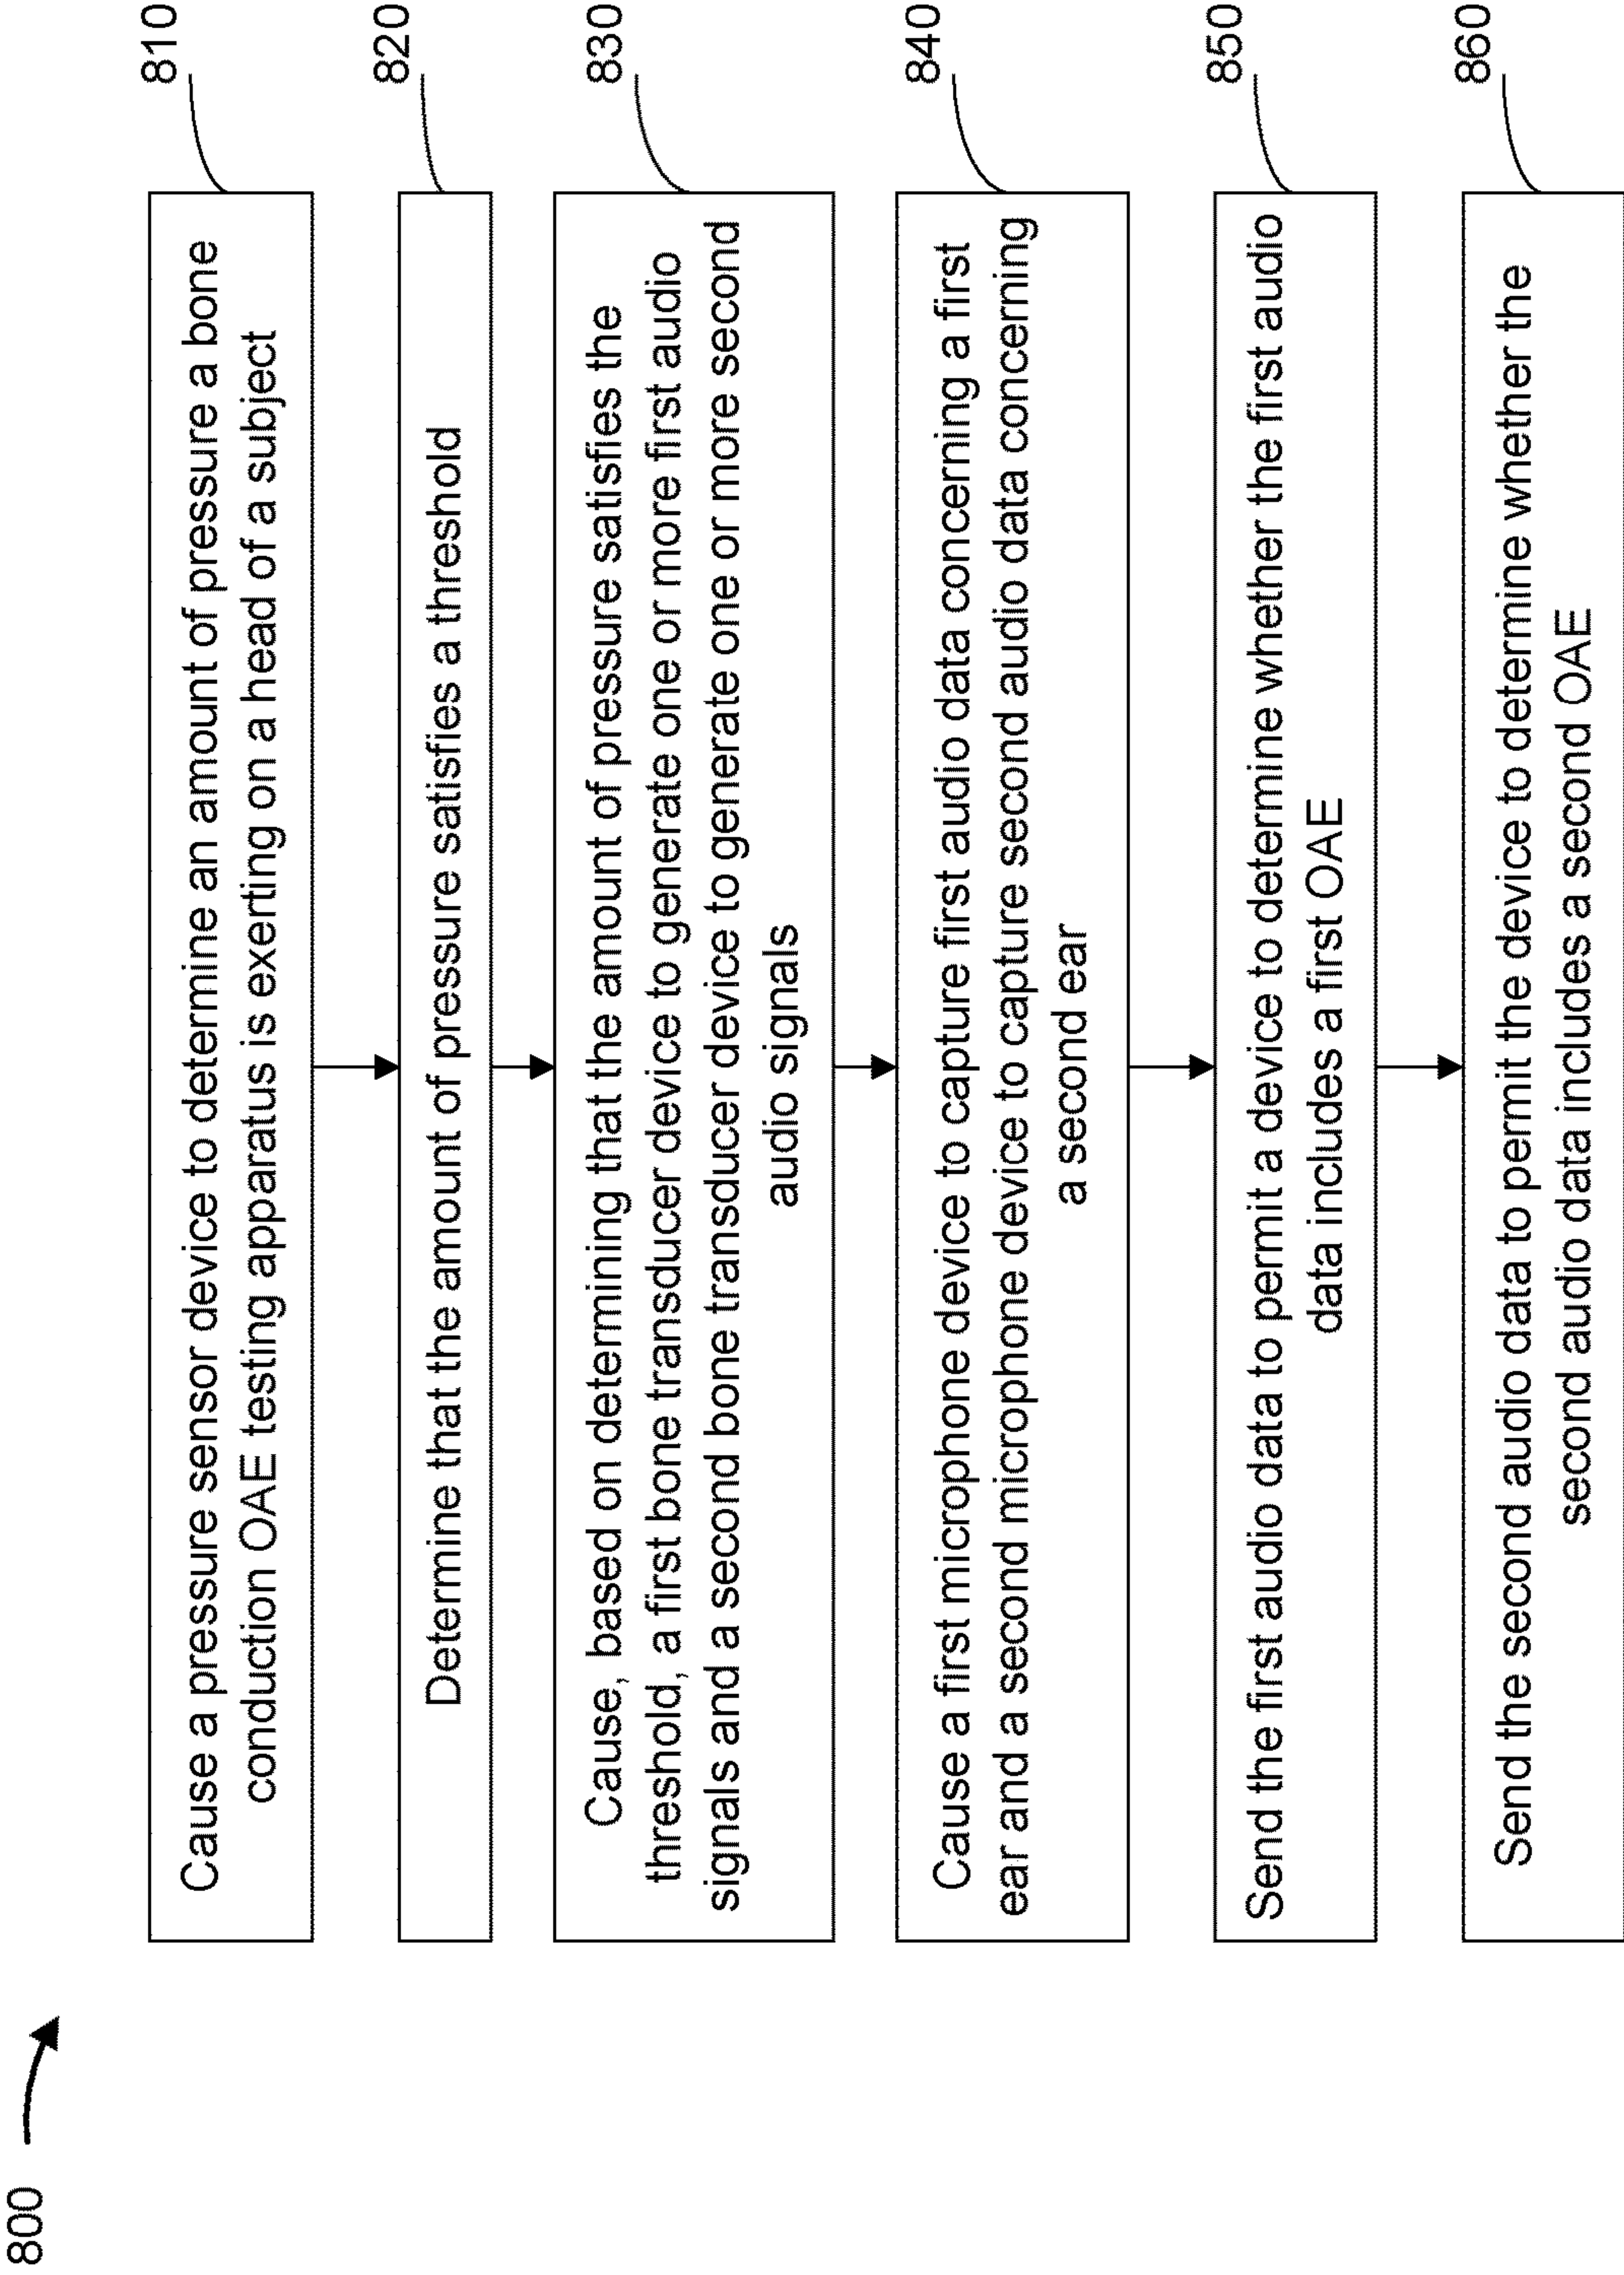 800
Cause a pressure sensor device to determine an amount of pressure a bone
conduction OAE testing apparatus is exerting on a head of a subject
810
Determine that the amount of pressure satisfies a threshold
820
Cause, based on determining that the amount of pressure satisfies the
threshold, a first bone transducer device to generate one or more first audio
signals and a second bone transducer device to generate one or more second
audio signals
830
Cause a first microphone device to capture first audio data concerning a first
ear and a second microphone device to capture second audio data concerning
a second ear
840
Send the first audio data to permit a device to determine whether the first audio
data includes a first OAE
850
Send the second audio data to permit the device to determine whether the
second audio data includes a second OAE
860